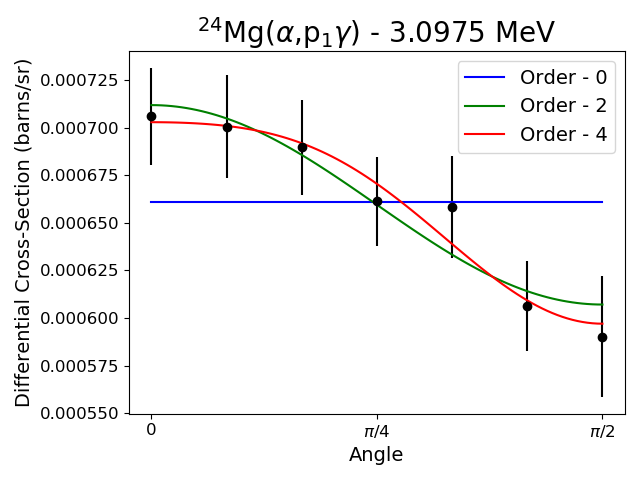 ²⁴Mg(α,p₁γ) - 3.0975 MeV
Differential Cross-Section (barns/sr)
0.000725
0.000700
0.000675
0.000650
0.000625
0.000600
0.000575
0.000550
Order - 0
Order - 2
Order - 4
0
π/4
π/2
Angle